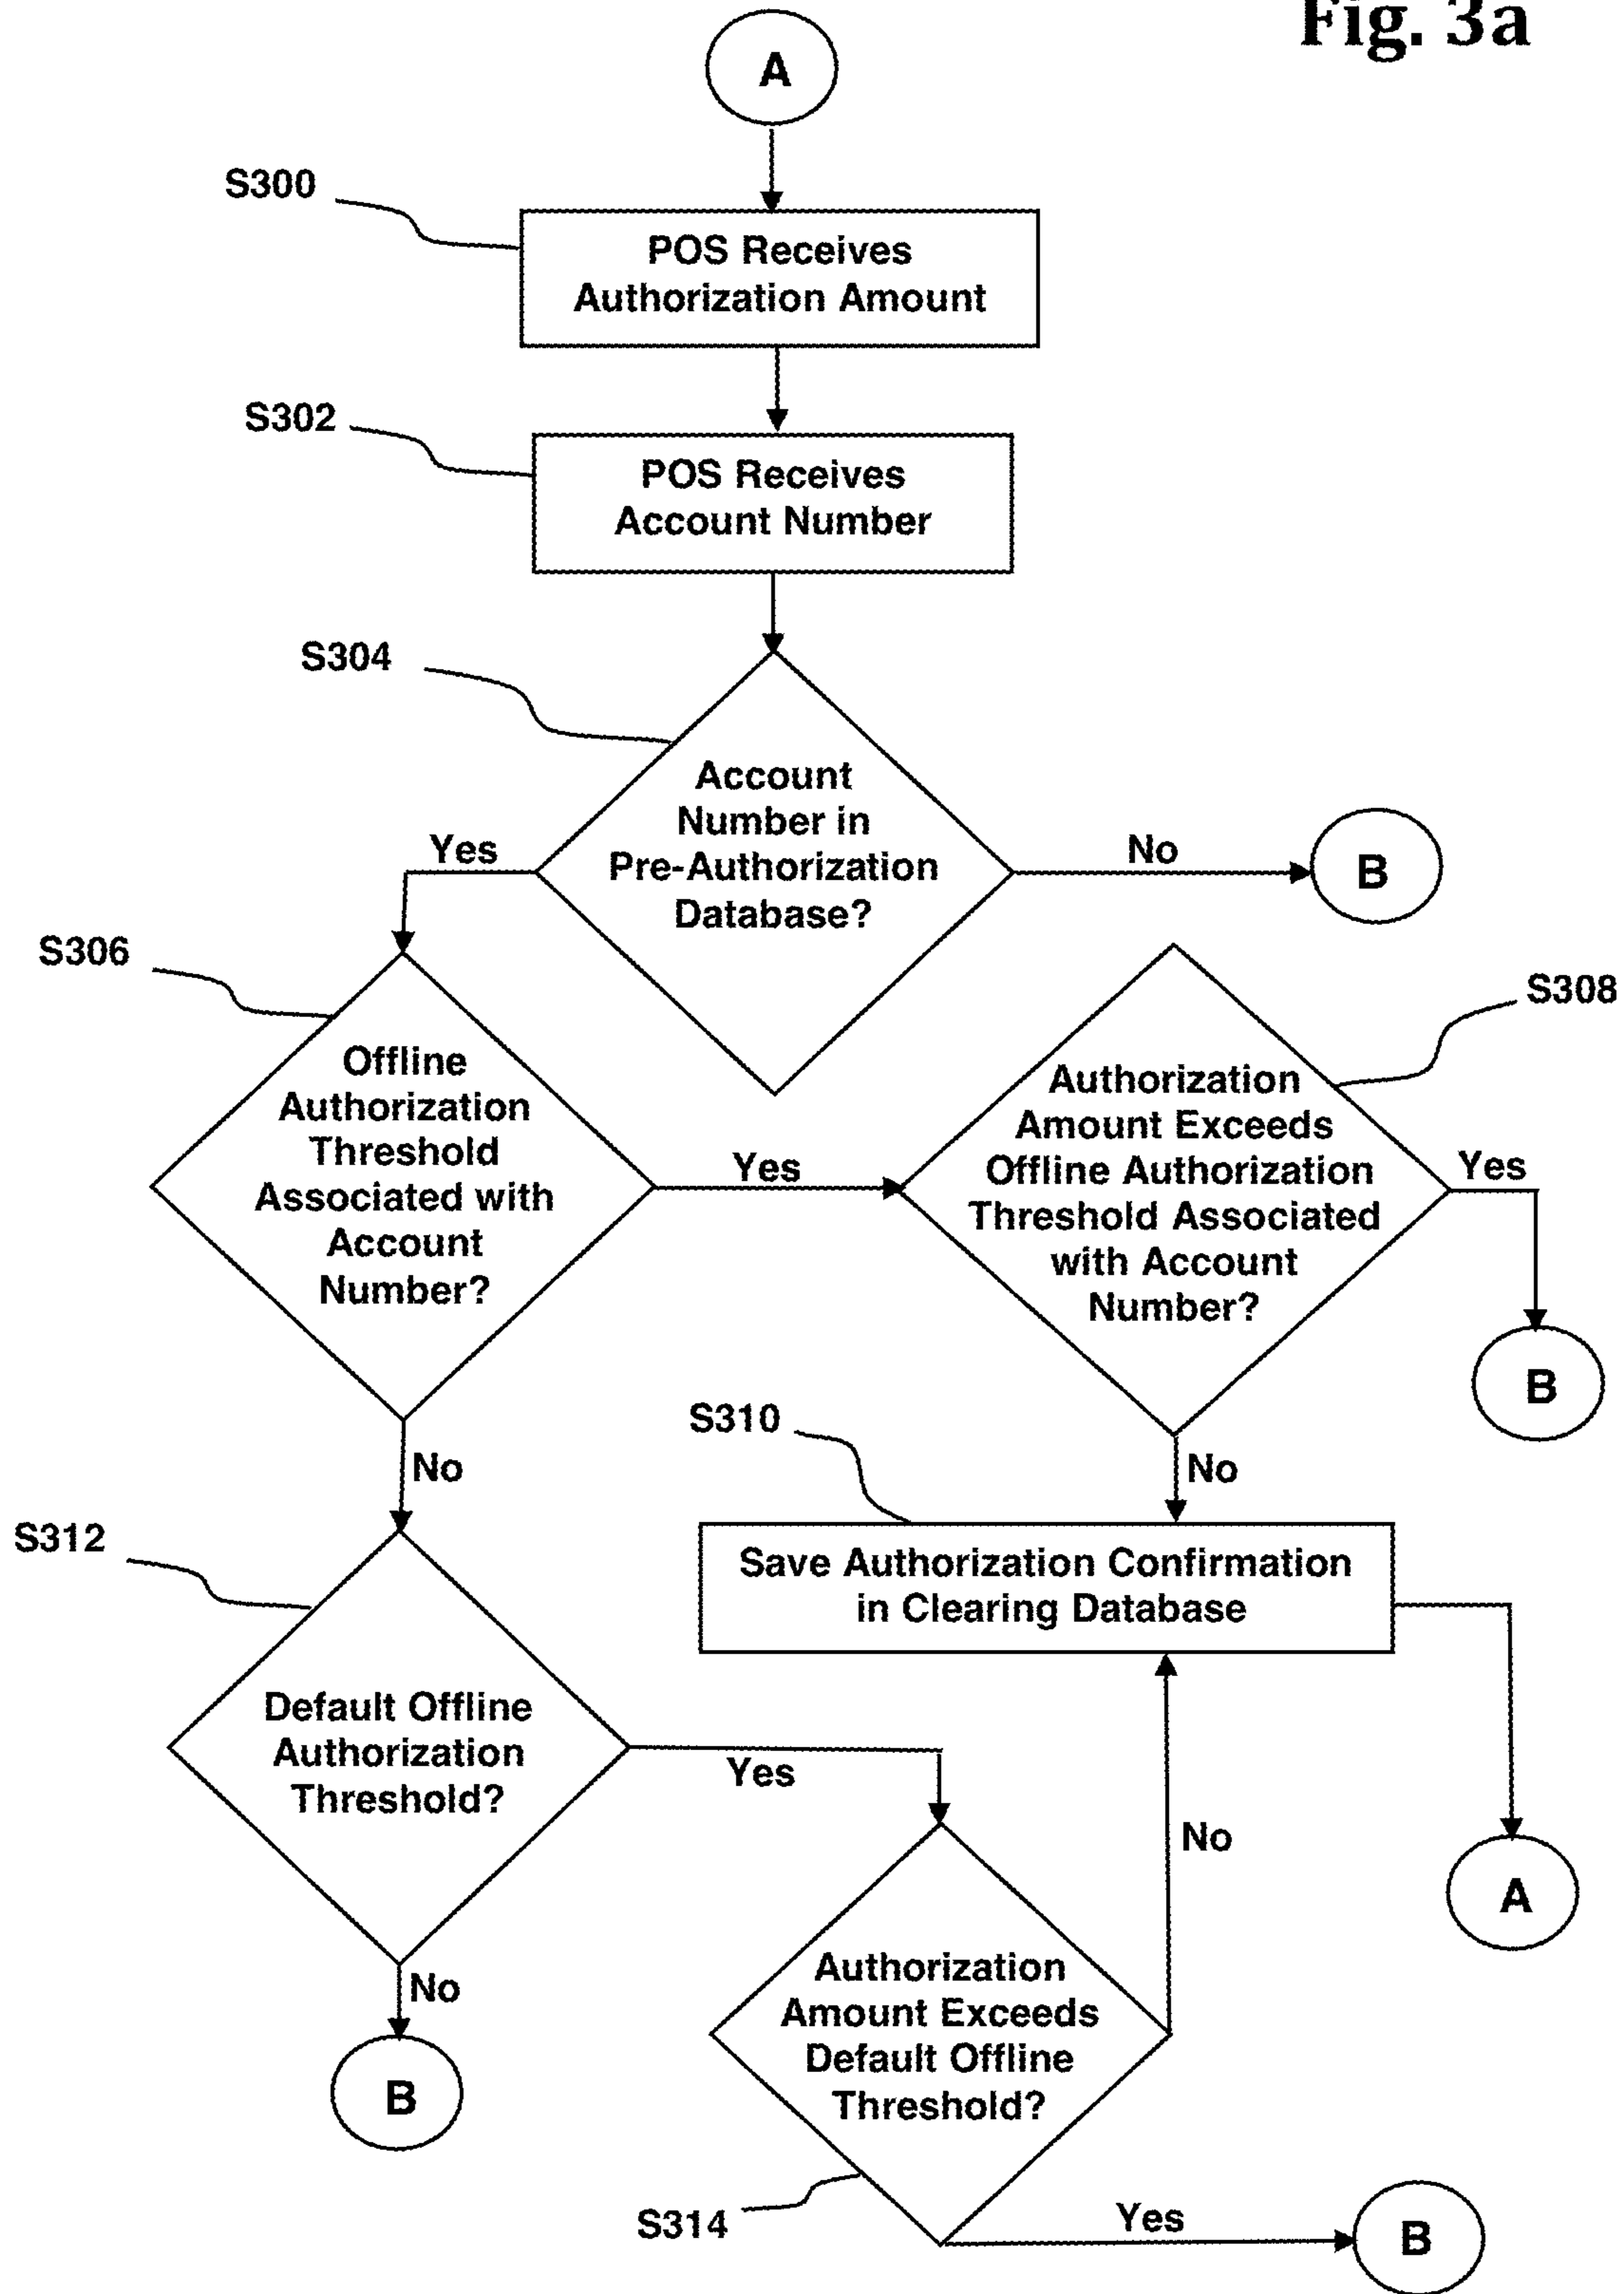 Fig. 3a
A
S300
POS Receives
Authorization Amount
S302
POS Receives
Account Number
S304
Account
Number in
Pre-Authorization
Database?
Yes
No
B
S306
Offline
Authorization
Threshold
Associated with
Account
Number?
Yes
S308
Authorization
Amount Exceeds
Offline Authorization
Threshold Associated
with Account
Number?
Yes
B
No
No
S310
Save Authorization Confirmation
in Clearing Database
A
S312
Default Offline
Authorization
Threshold?
Yes
No
B
No
Authorization
Amount Exceeds
Default Offline
Threshold?
S314
Yes
B